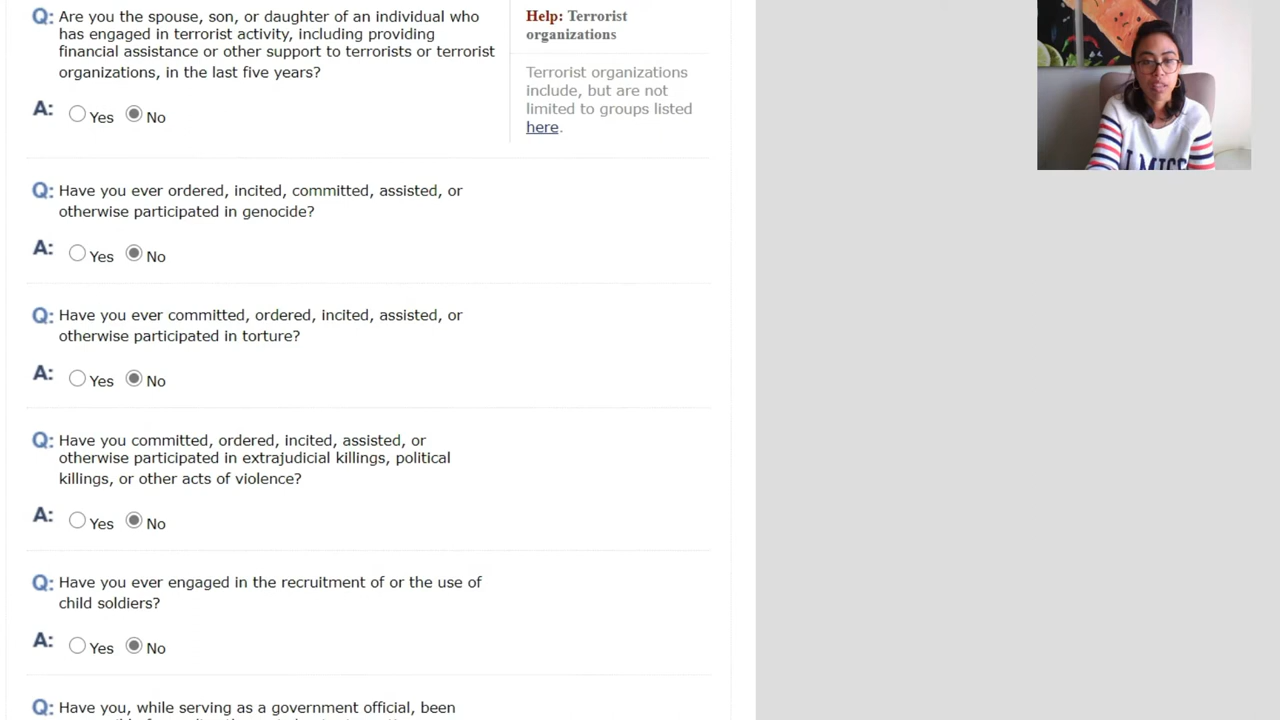 Q: Are you the spouse, son, or daughter of an individual who
has engaged in terrorist activity, including providing
financial assistance or other support to terrorists or terrorist
organizations, in the last five years?
A: Yes No
Help: Terrorist
organizations
Terrorist organizations
include, but are not
limited to groups listed
here.
Q: Have you ever ordered, incited, committed, assisted, or
otherwise participated in genocide?
A: Yes No
Q: Have you ever committed, ordered, incited, assisted, or
otherwise participated in torture?
A: Yes No
Q: Have you committed, ordered, incited, assisted, or
otherwise participated in extrajudicial killings, political
killings, or other acts of violence?
A: Yes No
Q: Have you ever engaged in the recruitment of or the use of
child soldiers?
A: Yes No
Q: Have you, while serving as a government official, been
I MISS